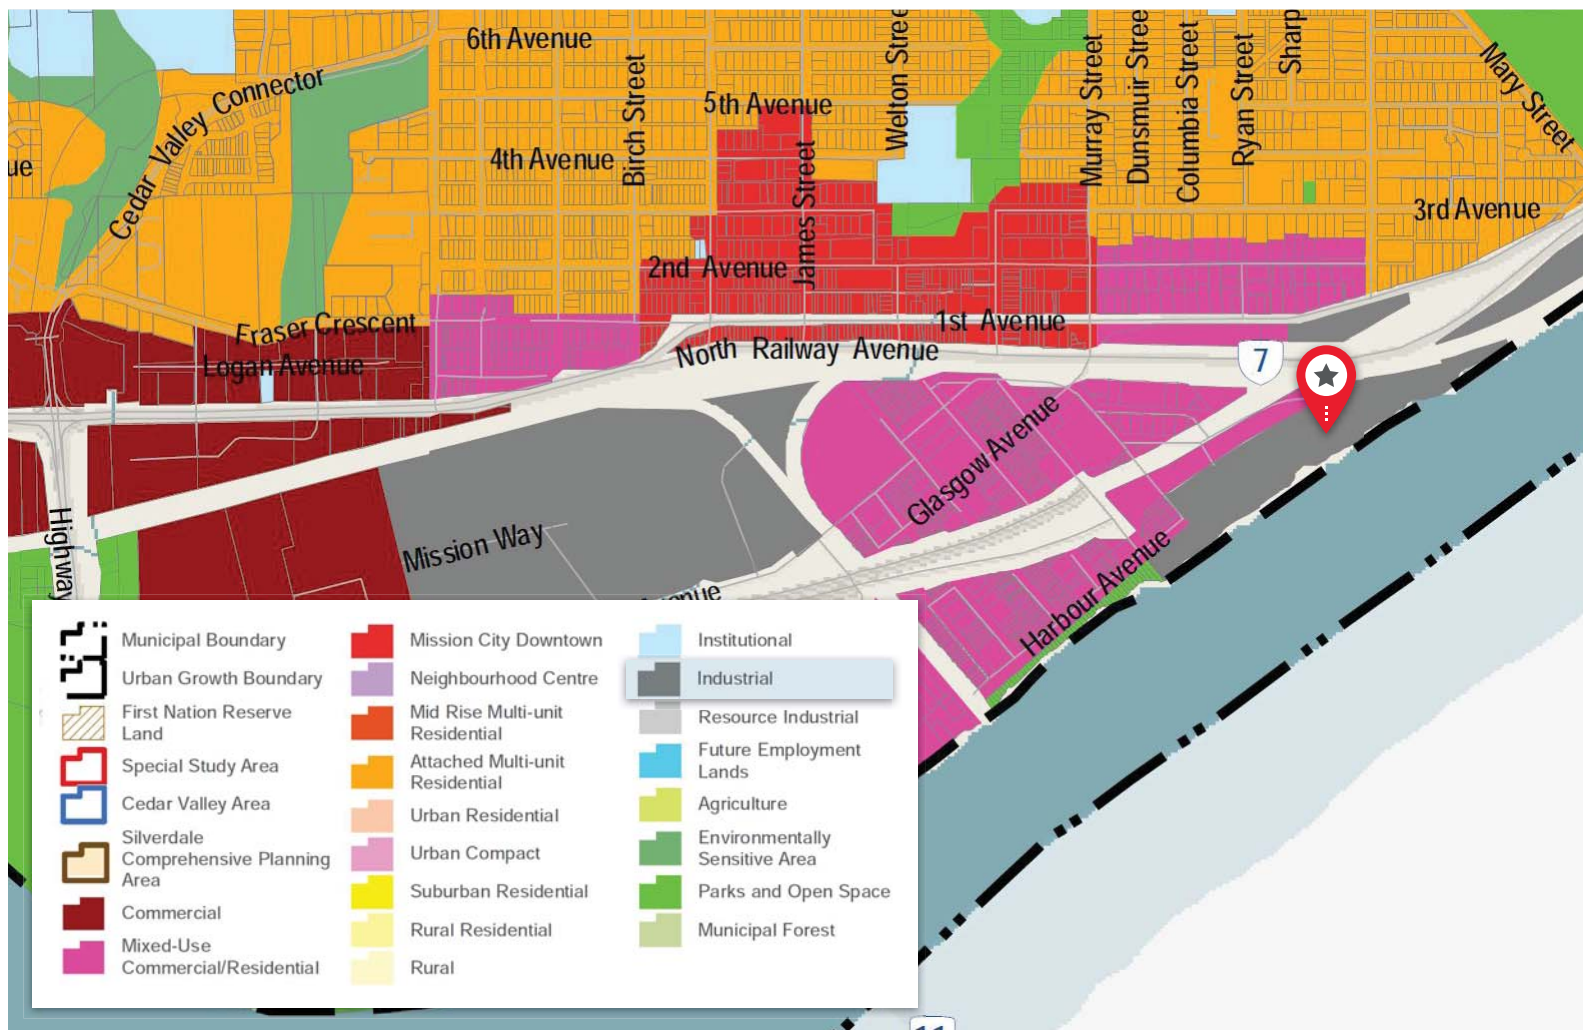 6th Avenue
Birch Street
Welton Stree
Murray Street
Dunsmuir Stree
Columbia Street
Ryan Street
Sharp
Mary Street
Cedar Valley Connector
5th Avenue
4th Avenue
ue
James Street
3rd Avenue
2nd Avenue
Fraser Crescent
1st Avenue
Logan Avenue
North Railway Avenue
7
Glasgow Avenue
Highway
Mission Way
enue
Harbour Avenue
Municipal Boundary
Urban Growth Boundary
First Nation Reserve
Land
Special Study Area
Cedar Valley Area
Silverdale
Comprehensive Planning
Area
Commercial
Mixed-Use
Commercial/Residential
Mission City Downtown
Neighbourhood Centre
Mid Rise Multi-unit
Residential
Attached Multi-unit
Residential
Urban Residential
Urban Compact
Suburban Residential
Rural Residential
Rural
Institutional
Industrial
Resource Industrial
Future Employment
Lands
Agriculture
Environmentally
Sensitive Area
Parks and Open Space
Municipal Forest
11